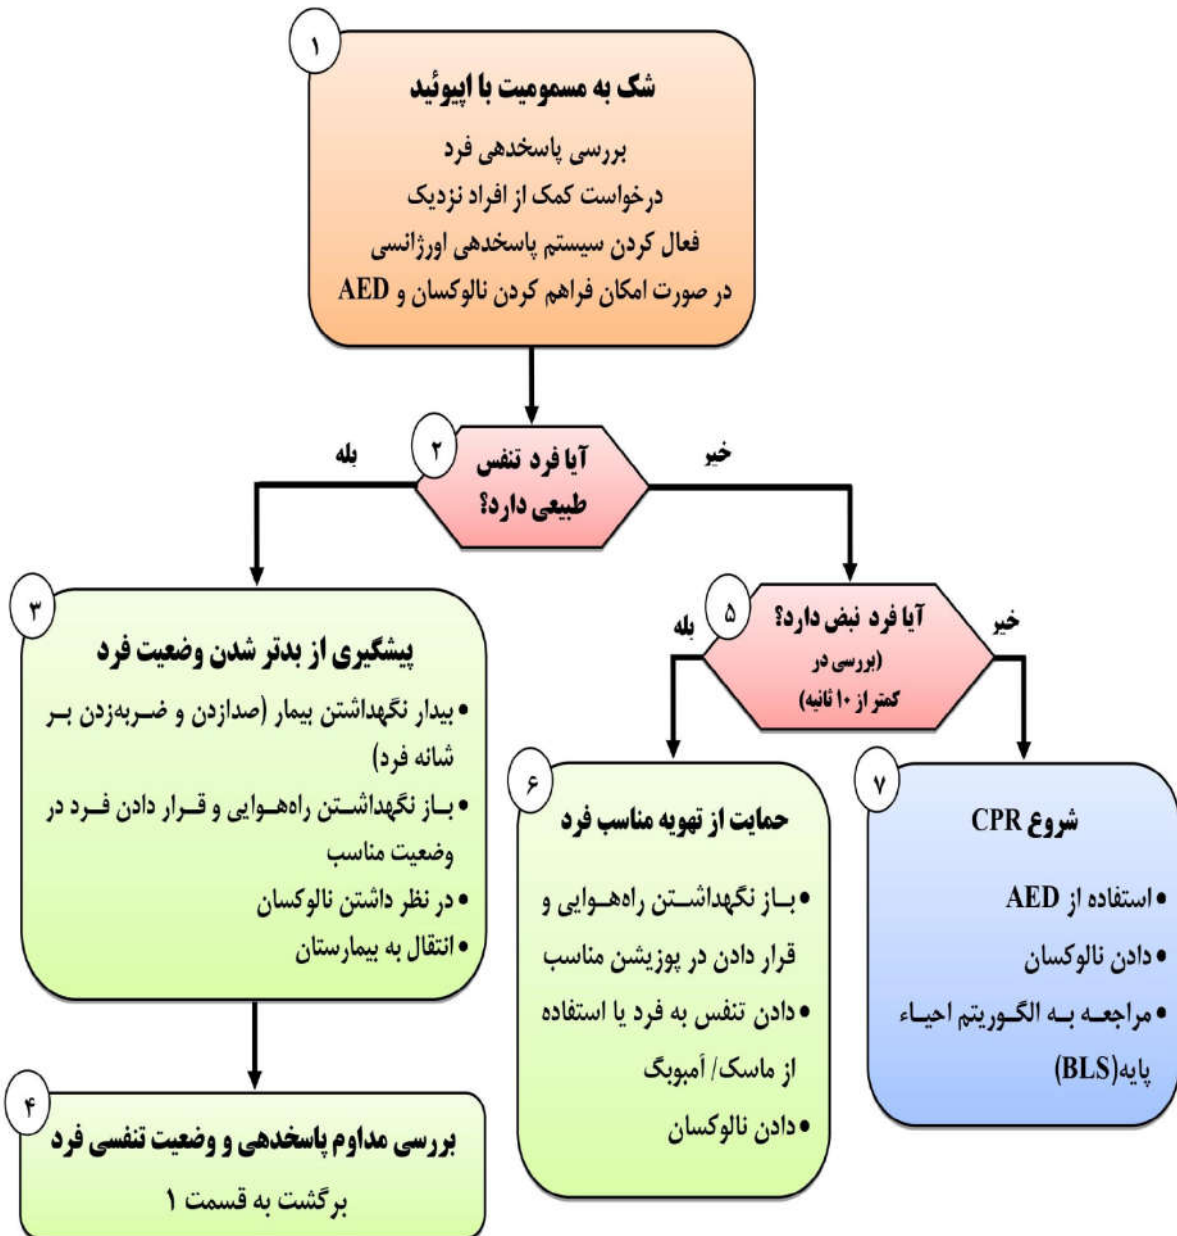 ۱
شک به مسمومیت با اپیوئید
بررسی پاسخدهی فرد
درخواست کمک از افراد نزدیک
فعال کردن سیستم پاسخدهی اورژانسی
در صورت امکان فراهم کردن نالوکسان و AED
۲
آیا فرد تنفس
طبیعی دارد؟
بله
خیر
۳
پیشگیری از بدتر شدن وضعیت فرد
• بیدار نگهداشتن بیمار (صدازدن و ضربه‌زدن بر
شانه فرد)
• باز نگهداشتن راه‌هوایی و قرار دادن فرد در
وضعیت مناسب
• در نظر داشتن نالوکسان
• انتقال به بیمارستان
۴
بررسی مداوم پاسخدهی و وضعیت تنفسی فرد
برگشت به قسمت ۱
۵
آیا فرد نبض دارد؟
(بررسی در
کمتر از ۱۰ ثانیه)
بله
خیر
۶
حمایت از تهویه مناسب فرد
• باز نگهداشتن راه‌هوایی و
قرار دادن در پوزیشن مناسب
• دادن تنفس به فرد یا استفاده
از ماسک/ آمبوبگ
• دادن نالوکسان
۷
شروع CPR
• استفاده از AED
دادن نالوکسان
• مراجعه به الگوریتم احیاء
پایه(BLS)